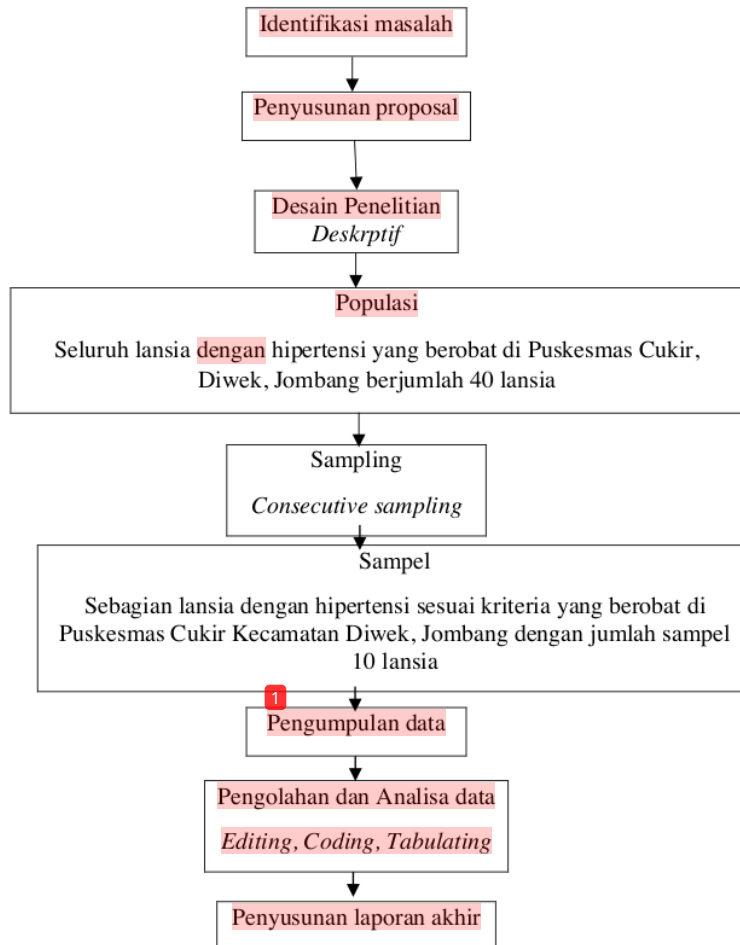 Identifikasi masalah
Penyusunan proposal
Desain Penelitian
Deskrptif
Populasi
Seluruh lansia dengan hipertensi yang berobat di Puskesmas Cukir,
Diwek, Jombang berjumlah 40 lansia
Sampling
Consecutive sampling
Sampel
Sebagian lansia dengan hipertensi sesuai kriteria yang berobat di
Puskesmas Cukir Kecamatan Diwek, Jombang dengan jumlah sampel
10 lansia
1
Pengumpulan data
Pengolahan dan Analisa data
Editing, Coding, Tabulating
Penyusunan laporan akhir